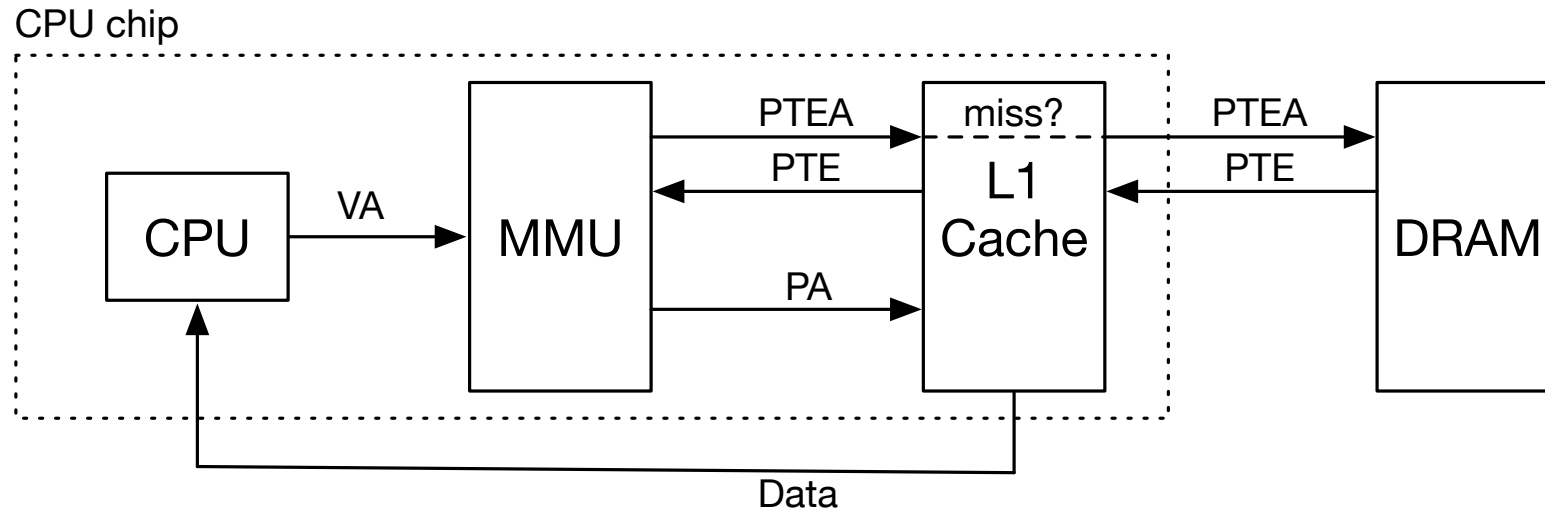 CPU chip
PTEA
miss?
PTEA
PTE
PTE
VA
L1
Cache
CPU
MMU
DRAM
PA
Data